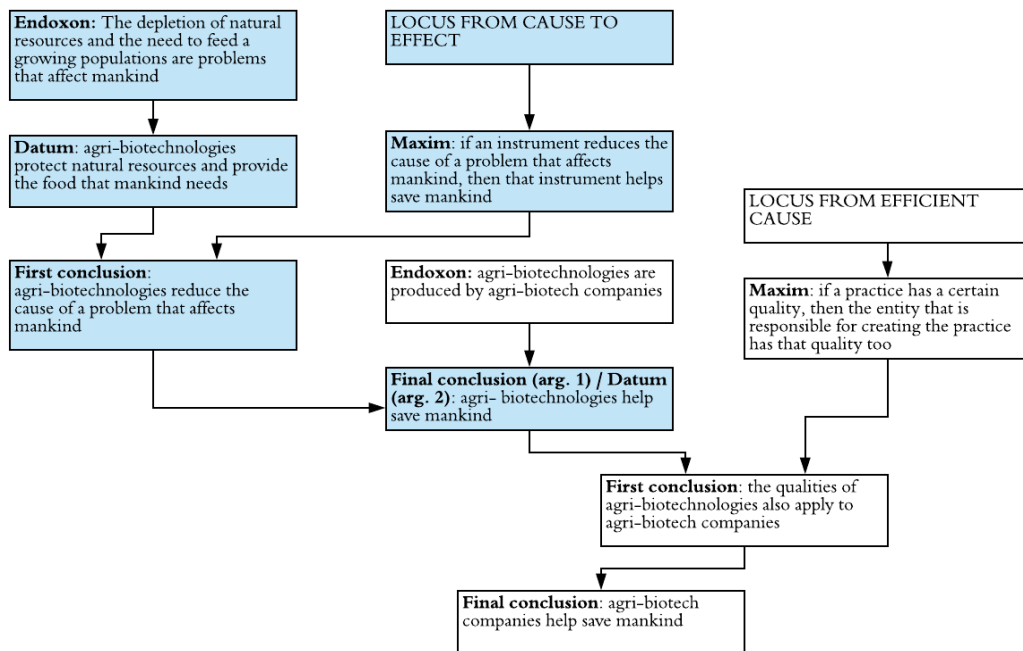 Endoxon: The depletion of natural
resources and the need to feed a
growing populations are problems
that affect mankind
LOCUS FROM CAUSE TO
EFFECT
Datum: agri-biotechnologies
protect natural resources and provide
the food that mankind needs
Maxim: if an instrument reduces the
cause of a problem that affects
mankind, then that instrument helps
save mankind
LOCUS FROM EFFICIENT
CAUSE
First conclusion:
agri-biotechnologies reduce the
cause of a problem that affects
mankind
Endoxon: agri-biotechnologies are
produced by agri-biotech companies
Maxim: if a practice has a certain
quality, then the entity that is
responsible for creating the practice
has that quality too
Final conclusion (arg. 1) / Datum
(arg. 2): agri- biotechnologies help
save mankind
First conclusion: the qualities of
agri-biotechnologies also apply to
agri-biotech companies
Final conclusion: agri-biotech
companies help save mankind